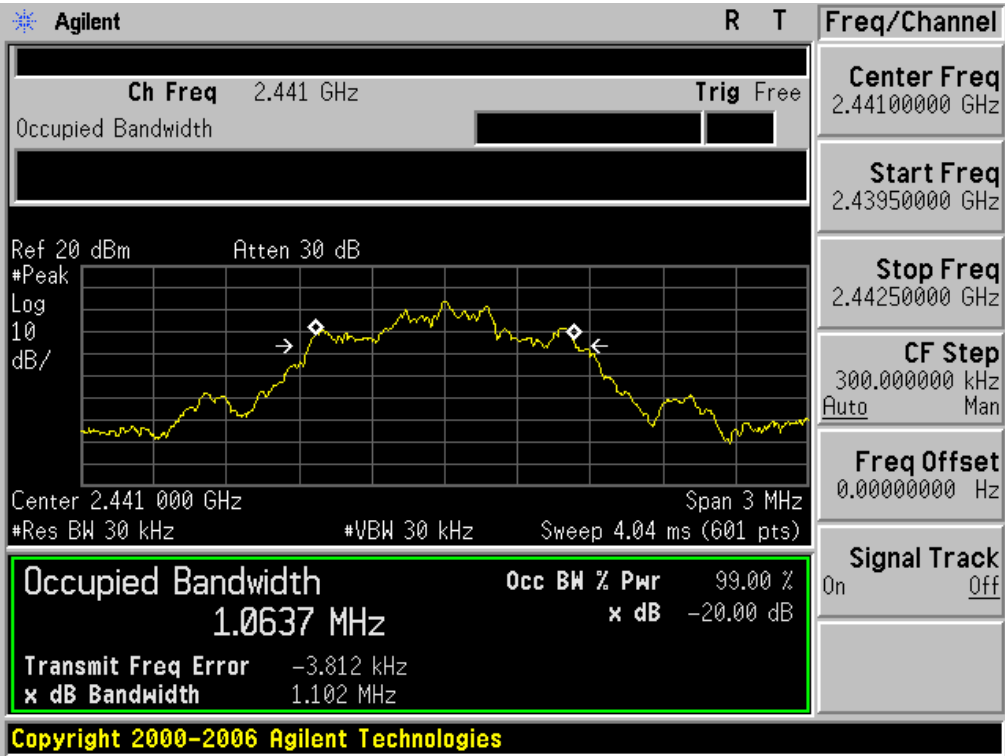 Agilent R T
Ch Freq 2.441 GHz Trig Free
Occupied Bandwidth
Ref 20 dBm Atten 30 dB
#Peak
Log
10
dB/
Center 2.441 000 GHz Span 3 MHz
#Res BW 30 kHz #VBW 30 kHz Sweep 4.04 ms (601 pts)
Occupied Bandwidth
1.0637 MHz
Occ BW % Pwr 99.00 %
x dB -20.00 dB
Transmit Freq Error -3.812 kHz
x dB Bandwidth 1.102 MHz
Copyright 2000-2006 Agilent Technologies
Freq/Channel
Center Freq
2.44100000 GHz
Start Freq
2.43950000 GHz
Stop Freq
2.44250000 GHz
CF Step
300.000000 kHz
Auto Man
Freq Offset
0.00000000 Hz
Signal Track
On Off